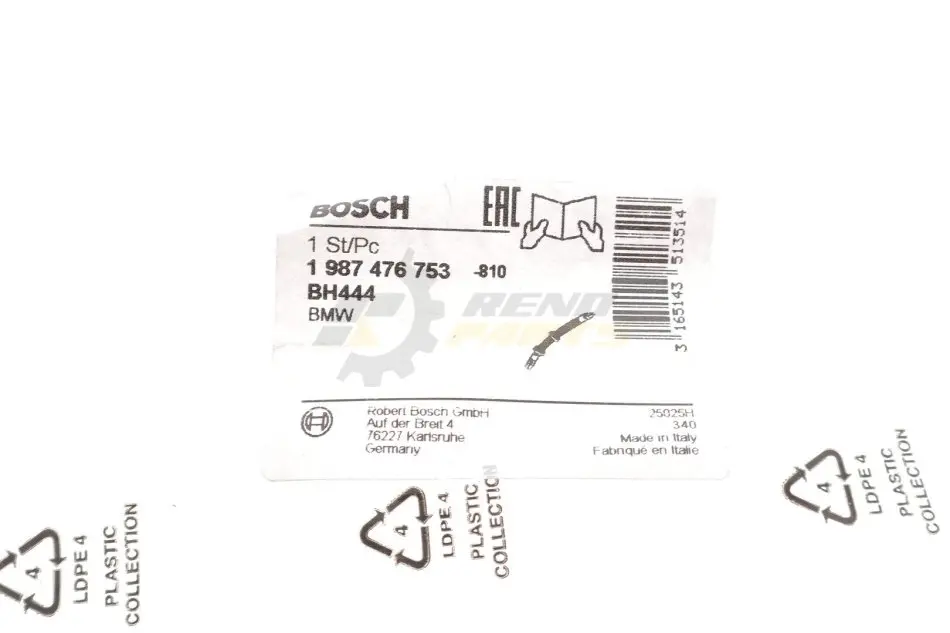 BOSCH
EAC
1 St/Pc
1 987 476 753 -810
BH444
BMW
RENO
PARTS
3 165143 513514
Robert Bosch GmbH
Auf der Breit 4
76227 Karlsruhe
Germany
25025H
340
Made in Italy
Fabriqué en Italie
4
LDPE 4
PLASTIC
COLLECTION
4
LDPE 4
PLASTIC
COLLECTION
4
LDPE 4
PLASTIC
COLLECTION